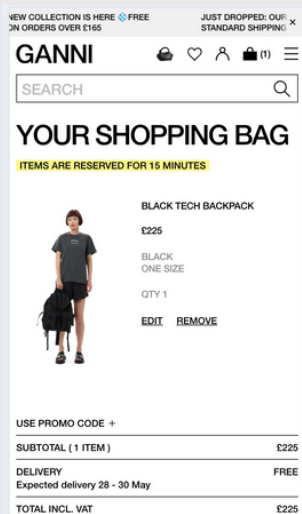 NEW COLLECTION IS HERE 💠 FREE
ON ORDERS OVER £165
JUST DROPPED: OUR
STANDARD SHIPPING
×
GANNI
(1)
SEARCH
YOUR SHOPPING BAG
ITEMS ARE RESERVED FOR 15 MINUTES
BLACK TECH BACKPACK
£225
BLACK
ONE SIZE
QTY 1
EDIT REMOVE
USE PROMO CODE +
SUBTOTAL ( 1 ITEM ) £225
DELIVERY FREE
Expected delivery 28 - 30 May
TOTAL INCL. VAT £225